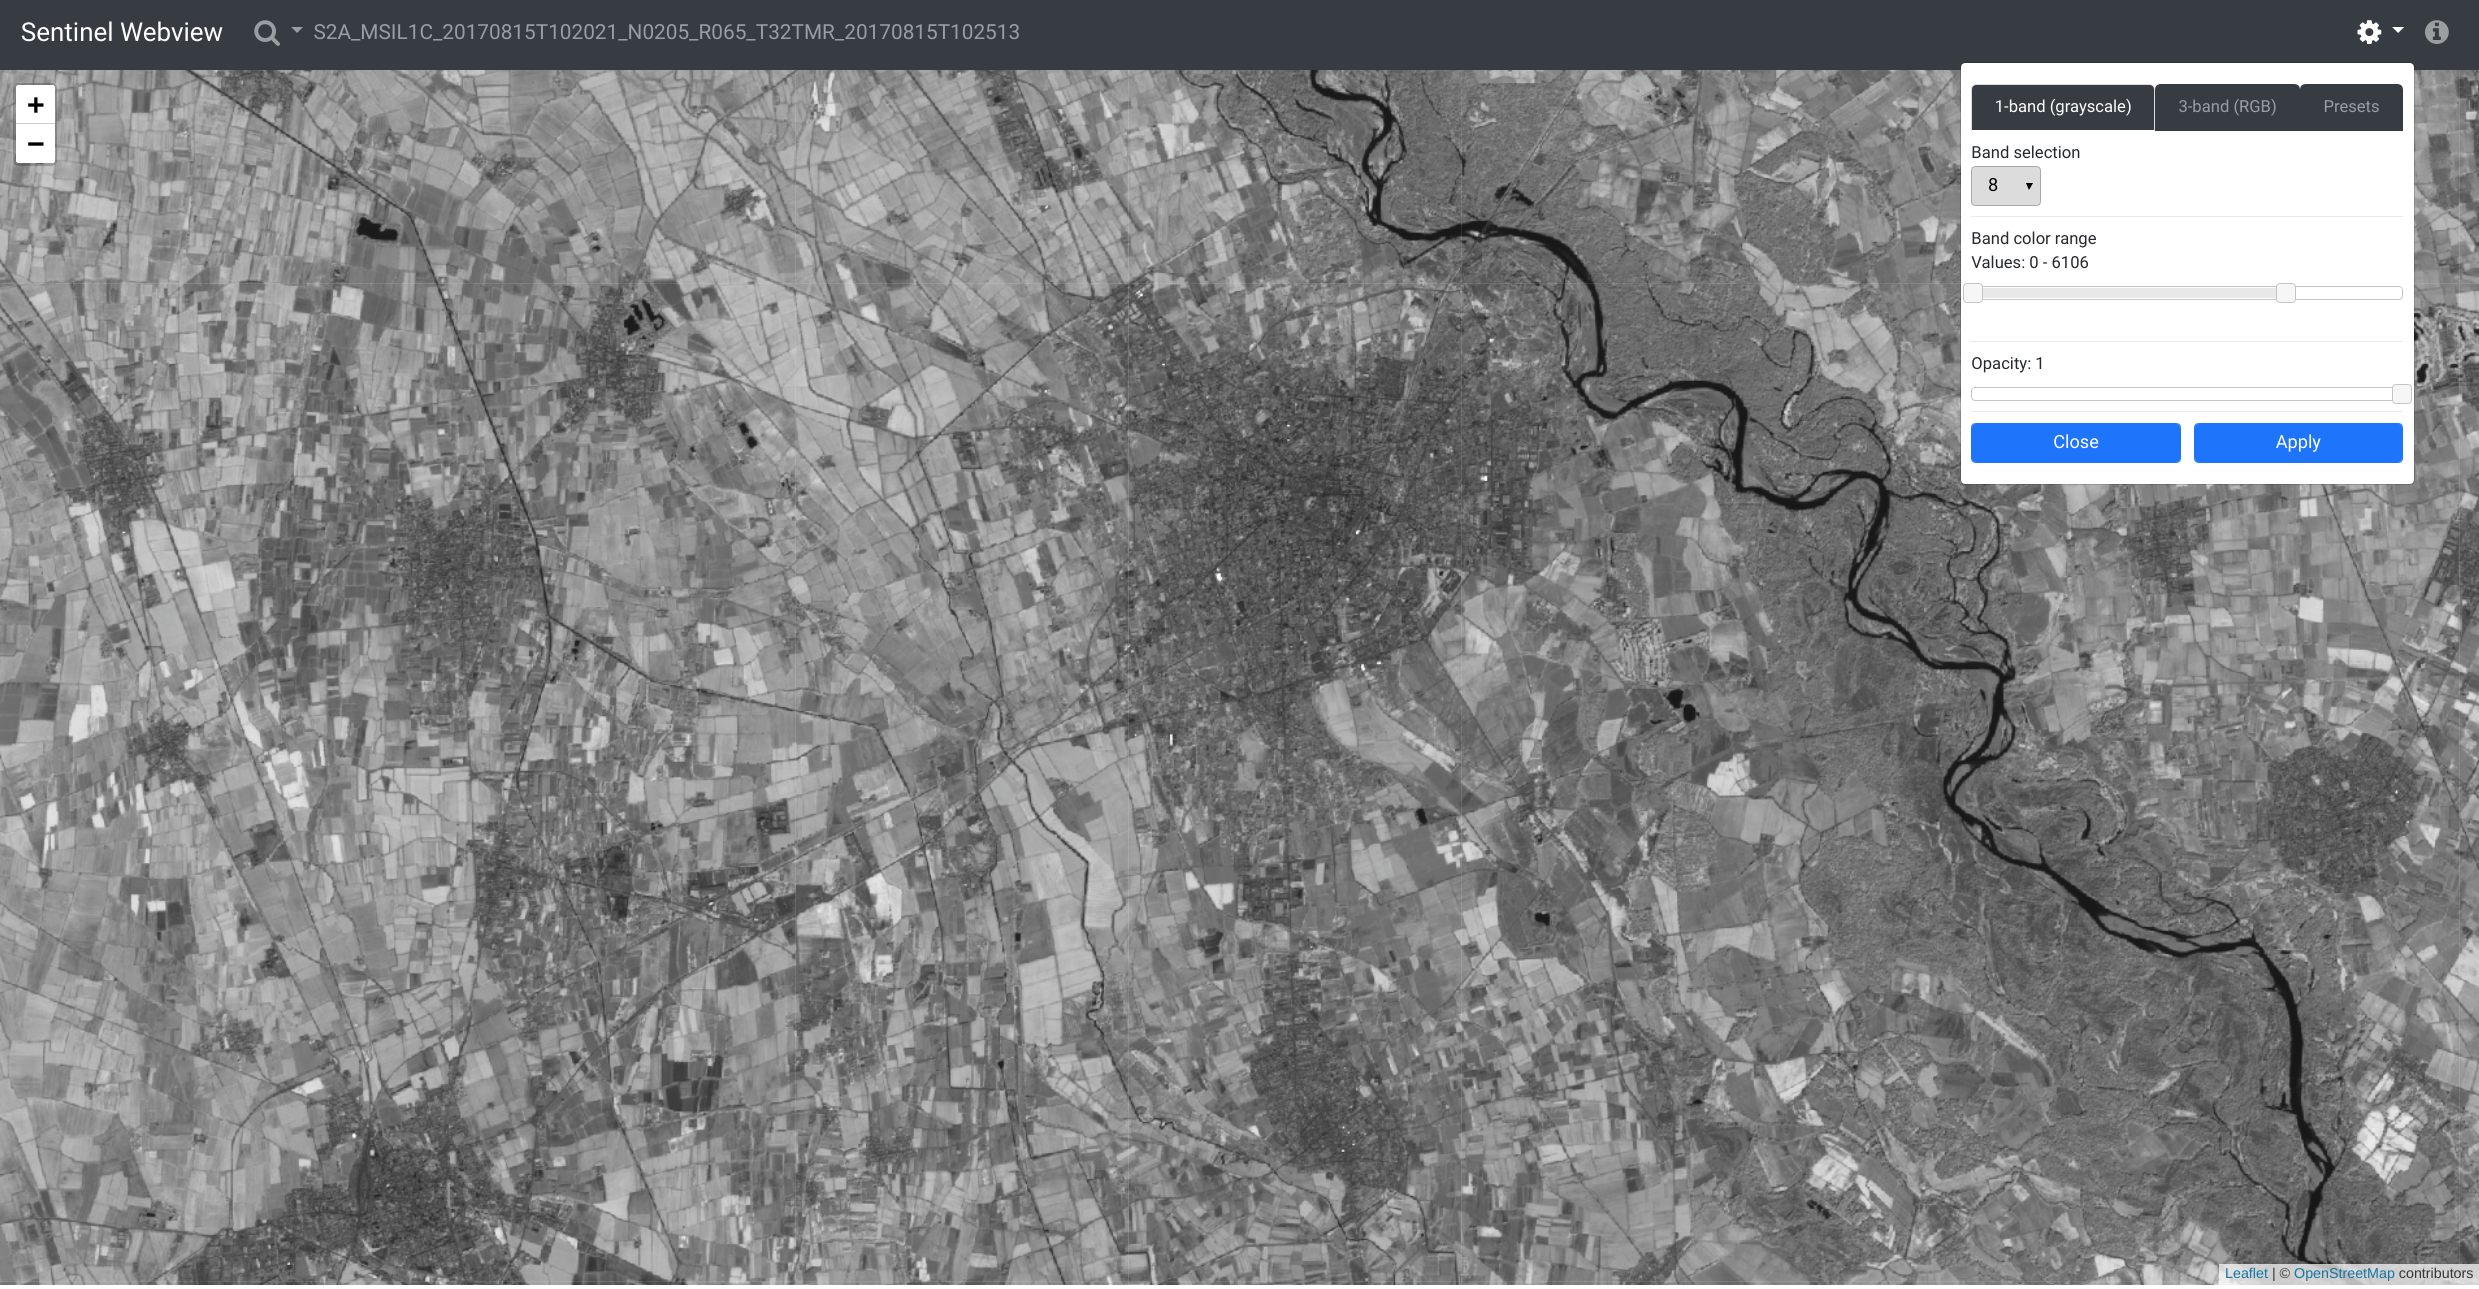 Sentinel Webview S2A_MSIL1C_20170815T102021_N0205_R065_T32TMR_20170815T102513
+
−
1-band (grayscale) 3-band (RGB) Presets
Band selection
8
Band color range
Values: 0 - 6106
Opacity: 1
Close Apply
Leaflet | © OpenStreetMap contributors